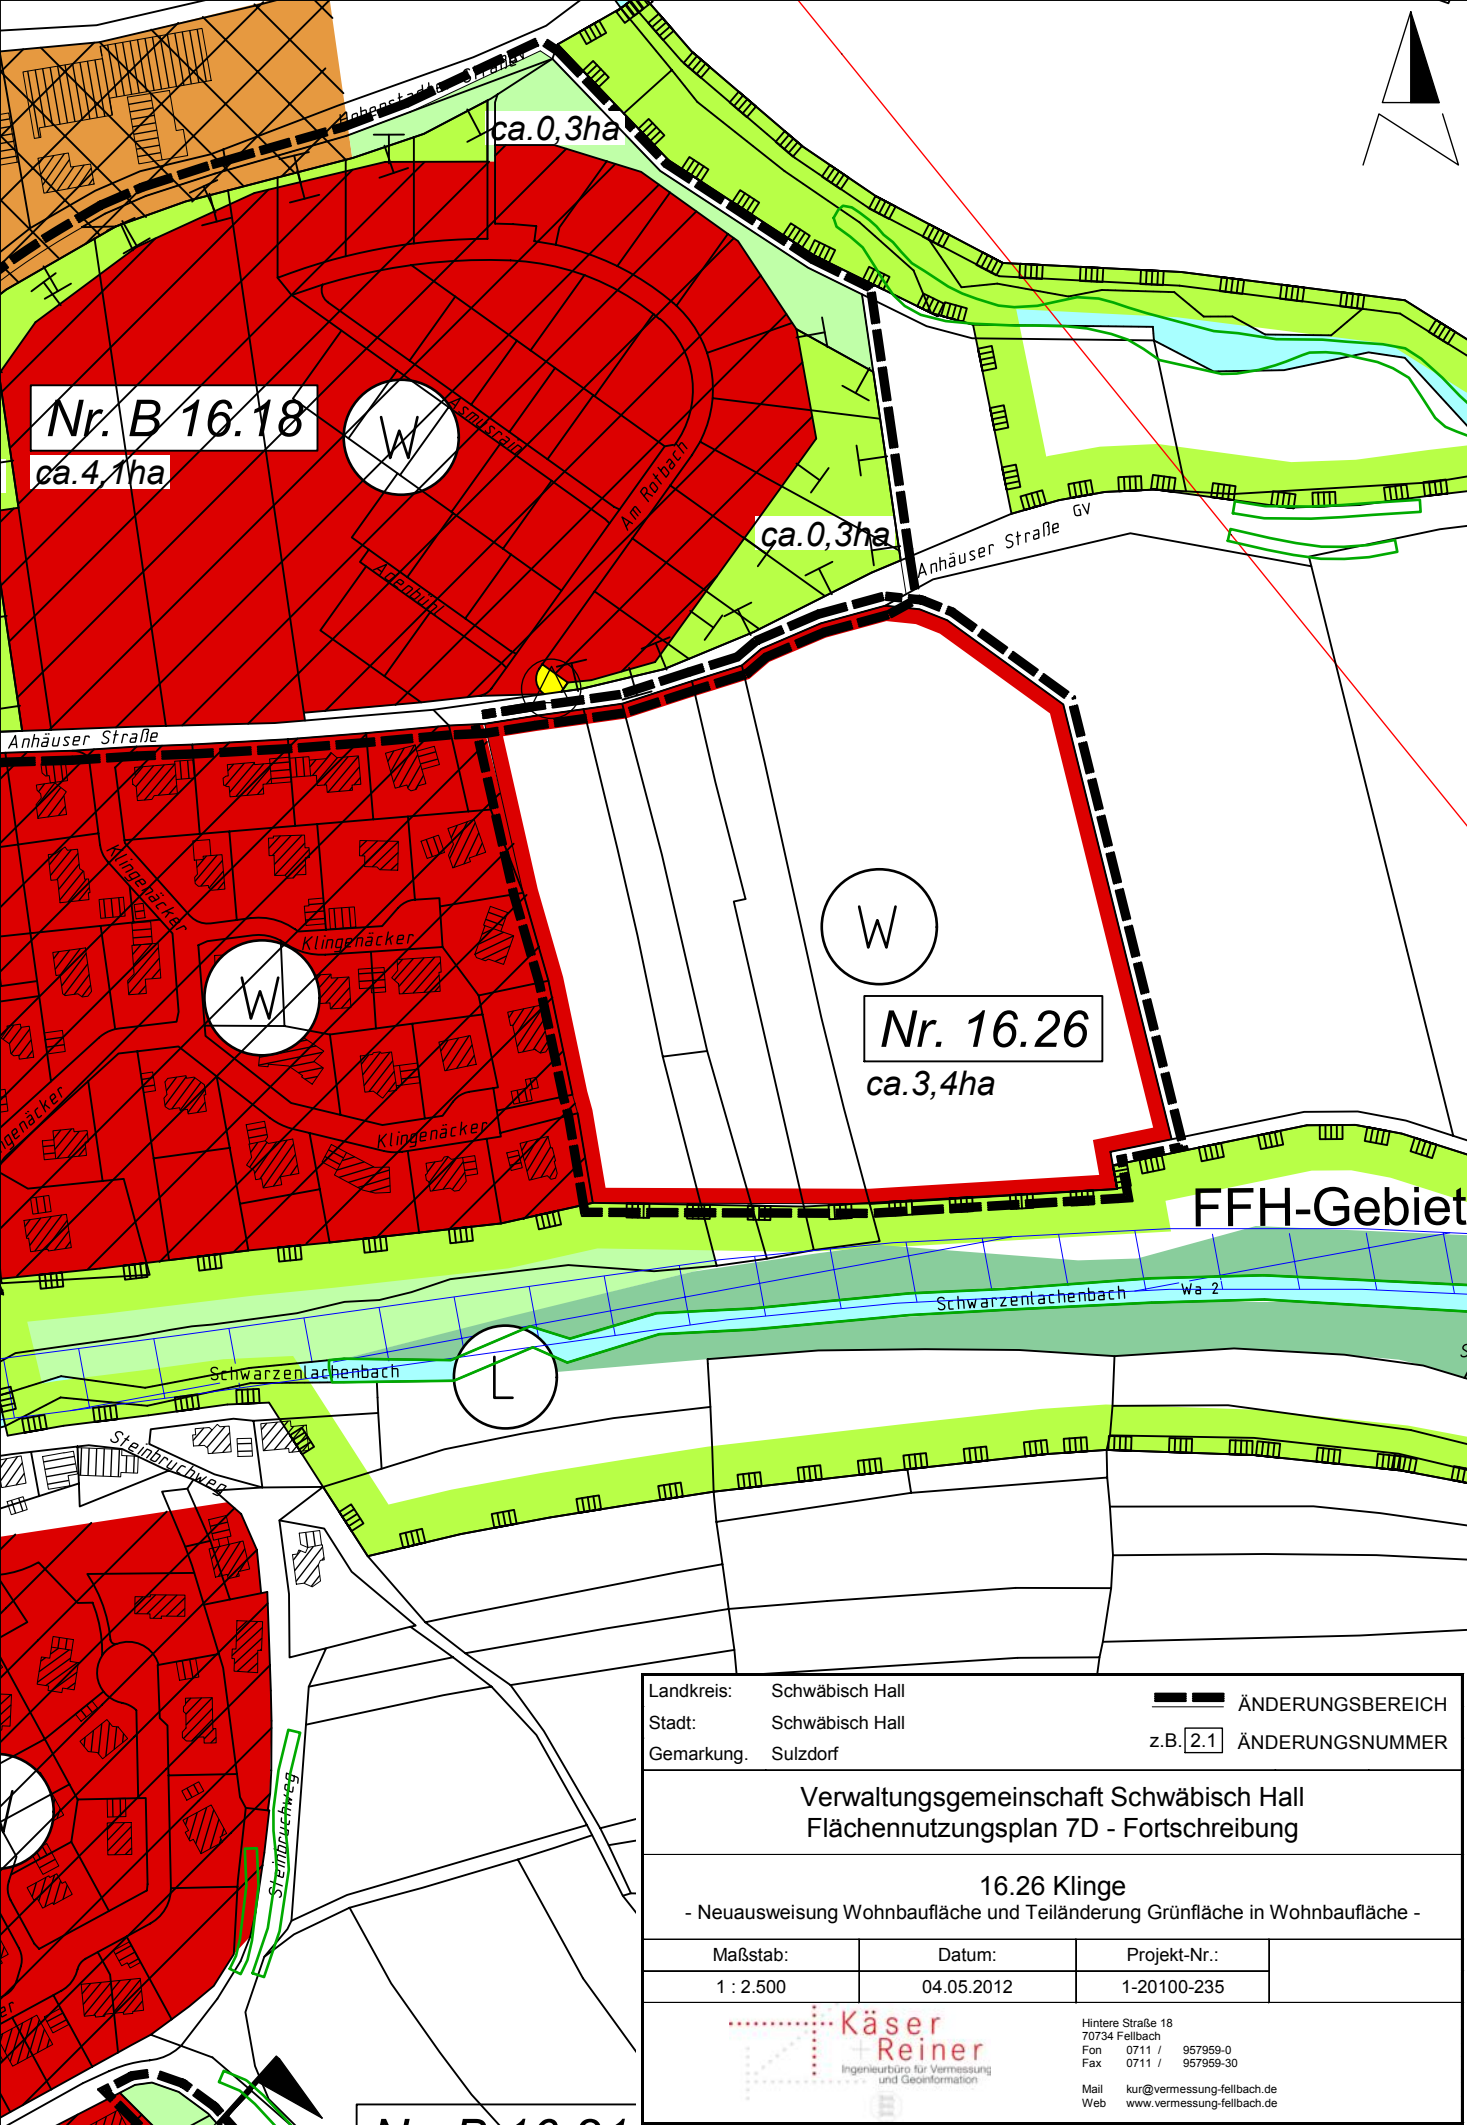 Hohenstadter Straße
ca.0,3ha
Nr. B 16.18
ca.4,1ha
W
Asmusrain
Am Rotbach
Adenbühl
ca.0,3ha
Anhäuser Straße GV
Anhäuser Straße
Klingenäcker
Klingenäcker
W
W
Nr. 16.26
ca.3,4ha
Klingenäcker
FFH-Gebiet
Schwarzenlachenbach
Wa 2
Schwarzenlachenbach
L
Steinbruchweg
Steinbruchweg
Landkreis: Schwäbisch Hall
Stadt: Schwäbisch Hall
Gemarkung. Sulzdorf
ÄNDERUNGSBEREICH
z.B. 2.1 ÄNDERUNGSNUMMER
Verwaltungsgemeinschaft Schwäbisch Hall
Flächennutzungsplan 7D - Fortschreibung
16.26 Klinge
- Neuausweisung Wohnbaufläche und Teiländerung Grünfläche in Wohnbaufläche -
Maßstab: Datum: Projekt-Nr.:
1 : 2.500 04.05.2012 1-20100-235
Käser
+ Reiner
Ingenieurbüro für Vermessung
und Geoinformation
Hintere Straße 18
70734 Fellbach
Fon 0711 / 957959-0
Fax 0711 / 957959-30
Mail kur@vermessung-fellbach.de
Web www.vermessung-fellbach.de